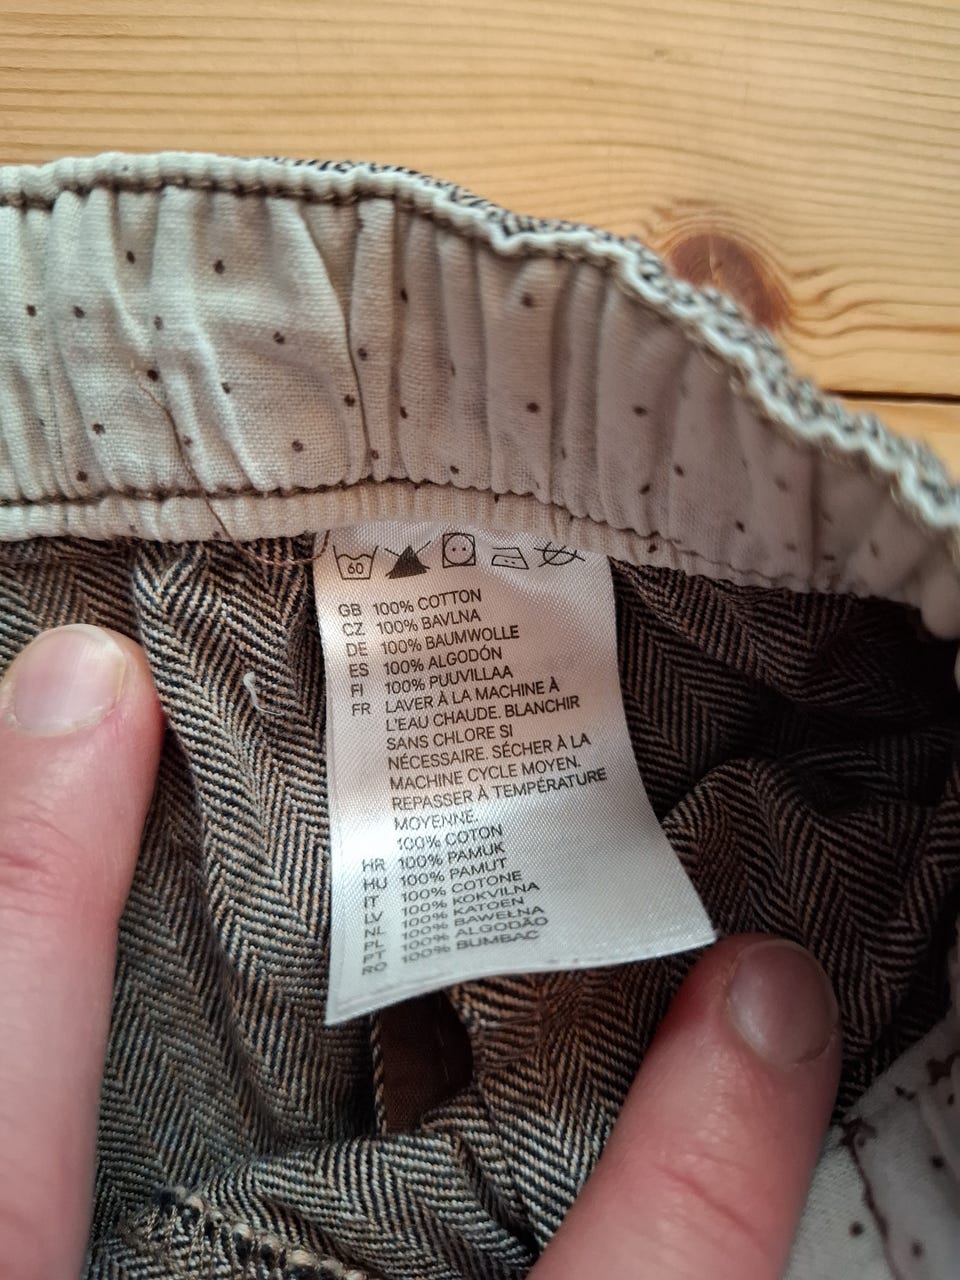 60
GB 100% COTTON
CZ 100% BAVLNA
DE 100% BAUMWOLLE
ES 100% ALGODÓN
FI 100% PUUVILLAA
FR LAVER À LA MACHINE À
L'EAU CHAUDE. BLANCHIR
SANS CHLORE SI
NÉCESSAIRE. SÉCHER À LA
MACHINE CYCLE MOYEN.
REPASSER À TEMPÉRATURE
MOYENNE.
100% COTON
HR 100% PAMUK
HU 100% PAMUT
IT 100% COTONE
LV 100% KOKVILNA
NL 100% KATOEN
PL 100% BAWEŁNA
PT 100% ALGODÃO
RO 100% BUMBAC